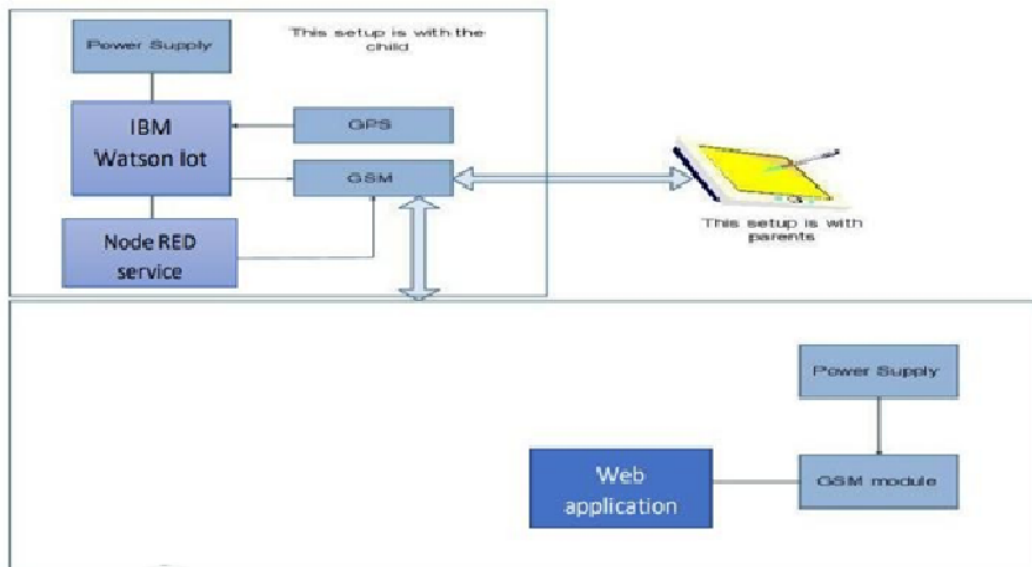 Power Supply
This setup is with the
child
IBM
Watson Iot
GPS
GSM
Node RED
service
This setup is with
parents
Power Supply
Web
application
GSM module